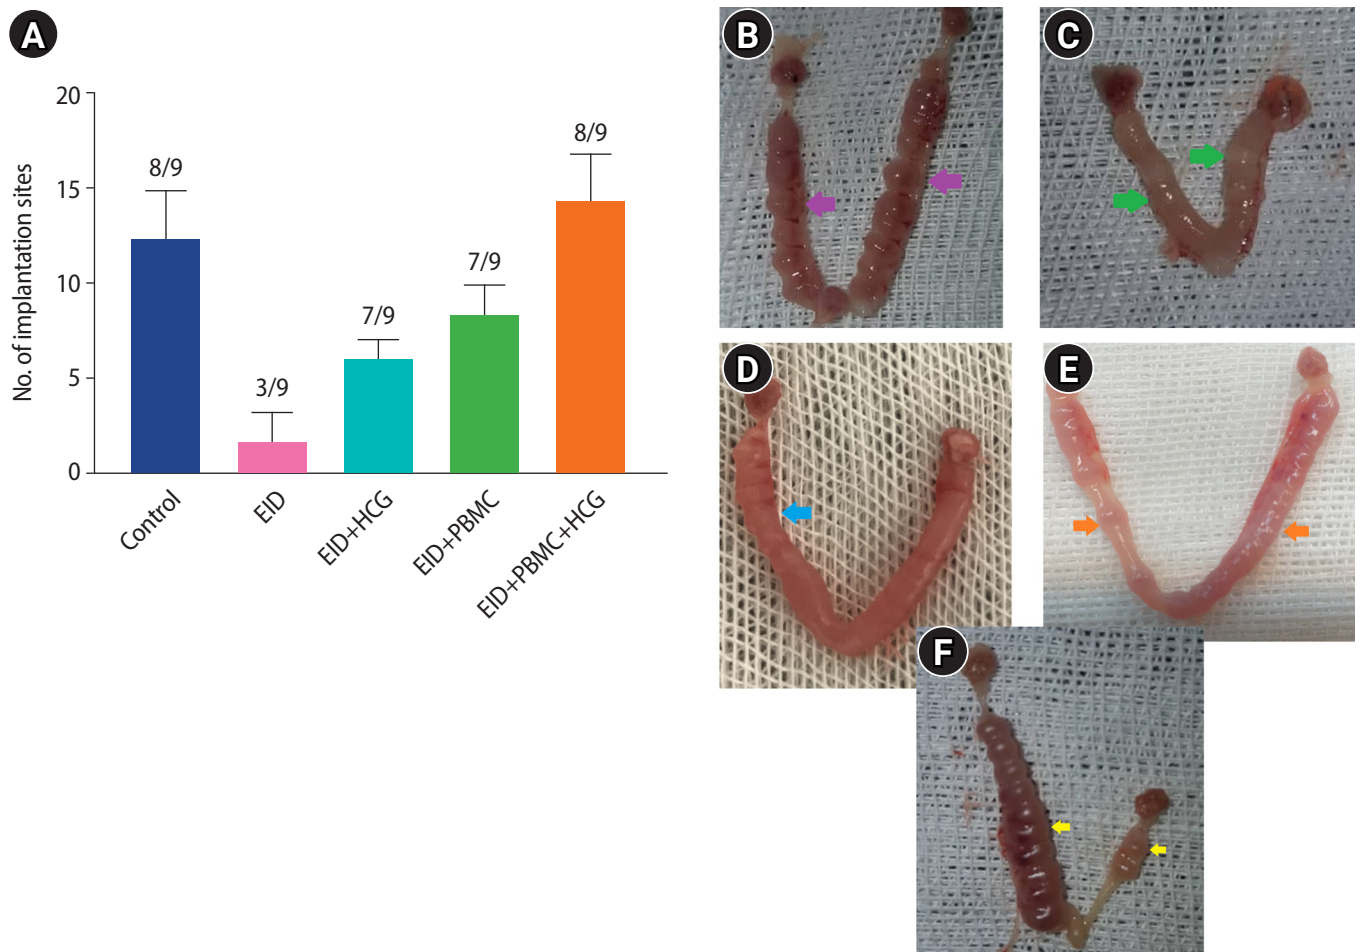 A
No. of implantation sites
20
15
10
5
0
8/9
3/9
7/9
7/9
8/9
Control
EID
EID+HCG
EID+PBMC
EID+PBMC+HCG
B
C
D
E
F